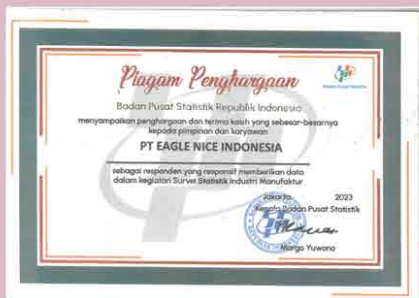 Piagam Penghargaan
Badan Pusat Statistik Republik Indonesia
menyampaikan penghargaan dan terima kasih yang sebesar-besarnya
kepada pimpinan dan karyawan
PT EAGLE NICE INDONESIA
sebagai responden yang responsif memberikan data
dalam kegiatan Survei Statistik Industri Manufaktur
Jakarta, 2023
Kepala Badan Pusat Statistik
Margo Yuwono